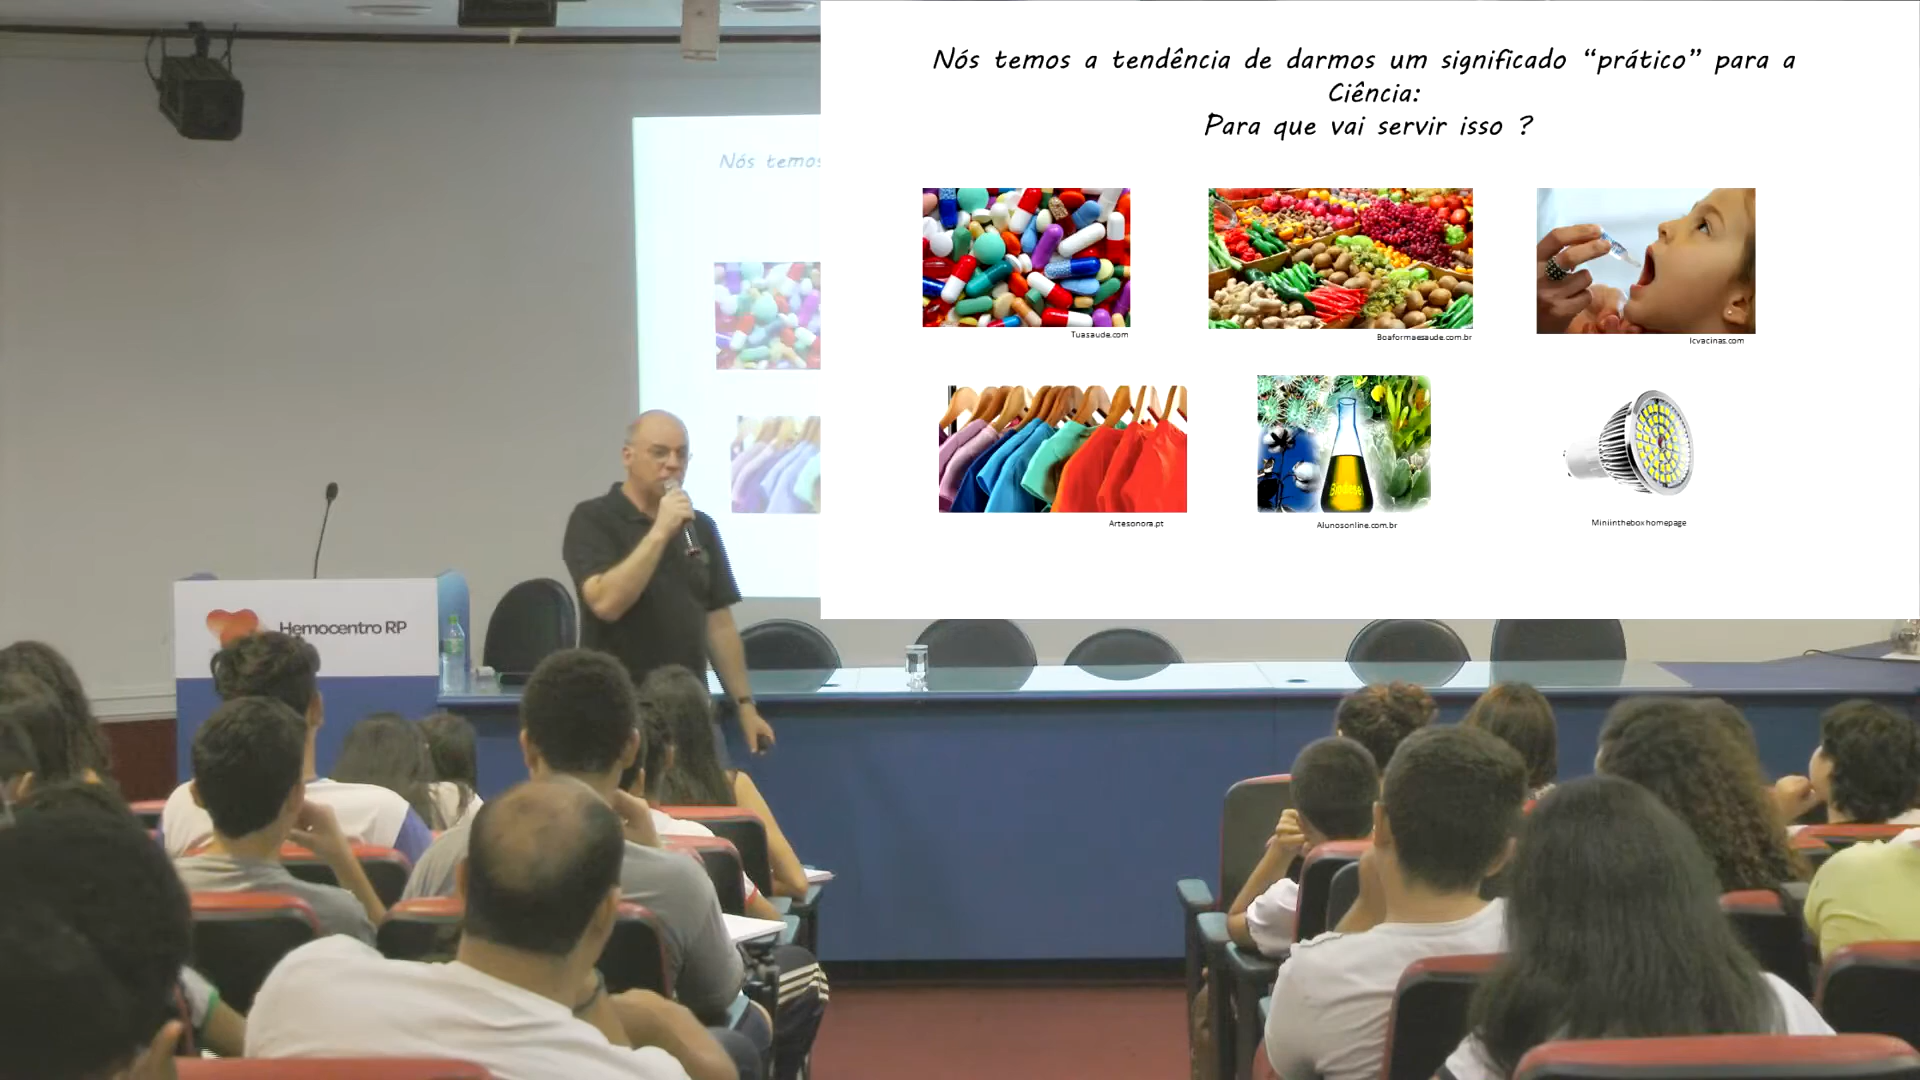 Nós temos a tendência de darmos um significado “prático” para a
Ciência:
Para que vai servir isso ?
Nós temos
Tuasaude.com
Boaformaesaude.com.br
Icvacinas.com
Biodiesel
Artesonora.pt
Alunosonline.com.br
Miniinthebox homepage
Hemocentro RP